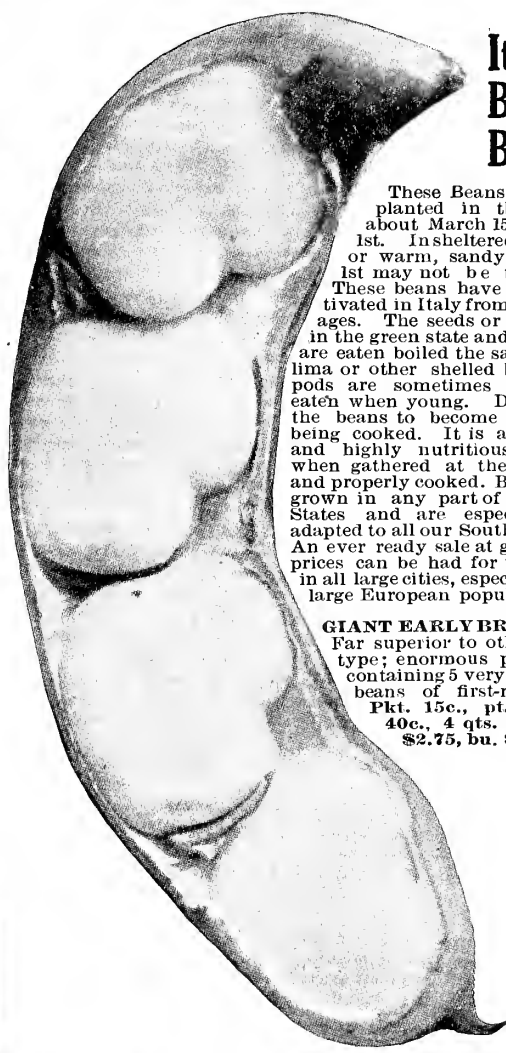 It
B
B
These Beans
planted in t
about March 15
1st. In sheltered
or warm, sandy
1st may not be
These beans have
tivated in Italy from
ages. The seeds or
in the green state and
are eaten boiled the sa
lima or other shelled
pods are sometimes
eaten when young. D
the beans to become
being cooked. It is a
and highly nutritious
when gathered at the
and properly cooked. B
grown in any part of
States and are espec
adapted to all our South
An ever ready sale at g
prices can be had for
in all large cities, espec
large European popu
GIANT EARLY BR
Far superior to ot
type; enormous p
containing 5 very
beans of first-r
Pkt. 15c., pt.
40c., 4 qts.
$2.75, bu.